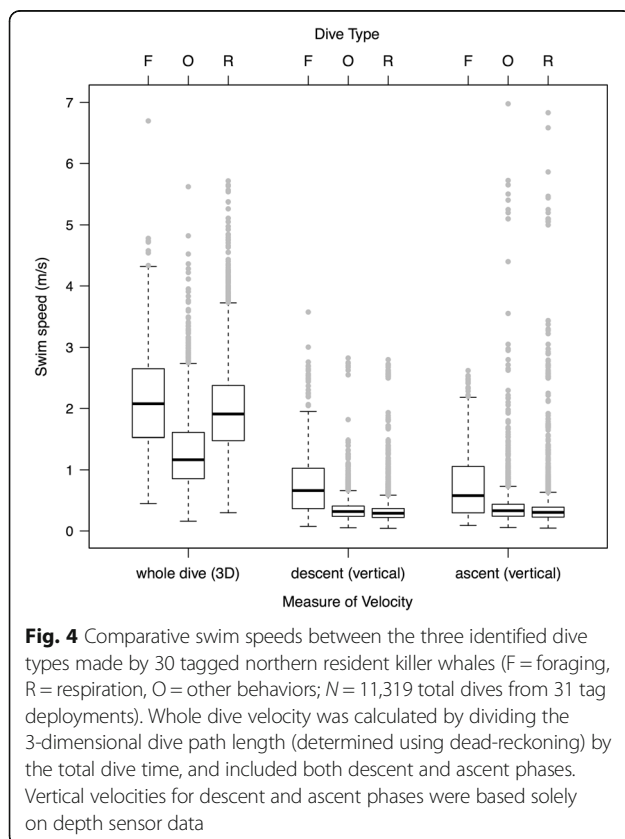 Dive Type
F O R F O R F O R
7
6
5
4
3
2
1
0
Swim speed (m/s)
whole dive (3D) descent (vertical) ascent (vertical)
Measure of Velocity
Fig. 4 Comparative swim speeds between the three identified dive
types made by 30 tagged northern resident killer whales (F = foraging,
R = respiration, O = other behaviors; N = 11,319 total dives from 31 tag
deployments). Whole dive velocity was calculated by dividing the
3-dimensional dive path length (determined using dead-reckoning) by
the total dive time, and included both descent and ascent phases.
Vertical velocities for descent and ascent phases were based solely
on depth sensor data